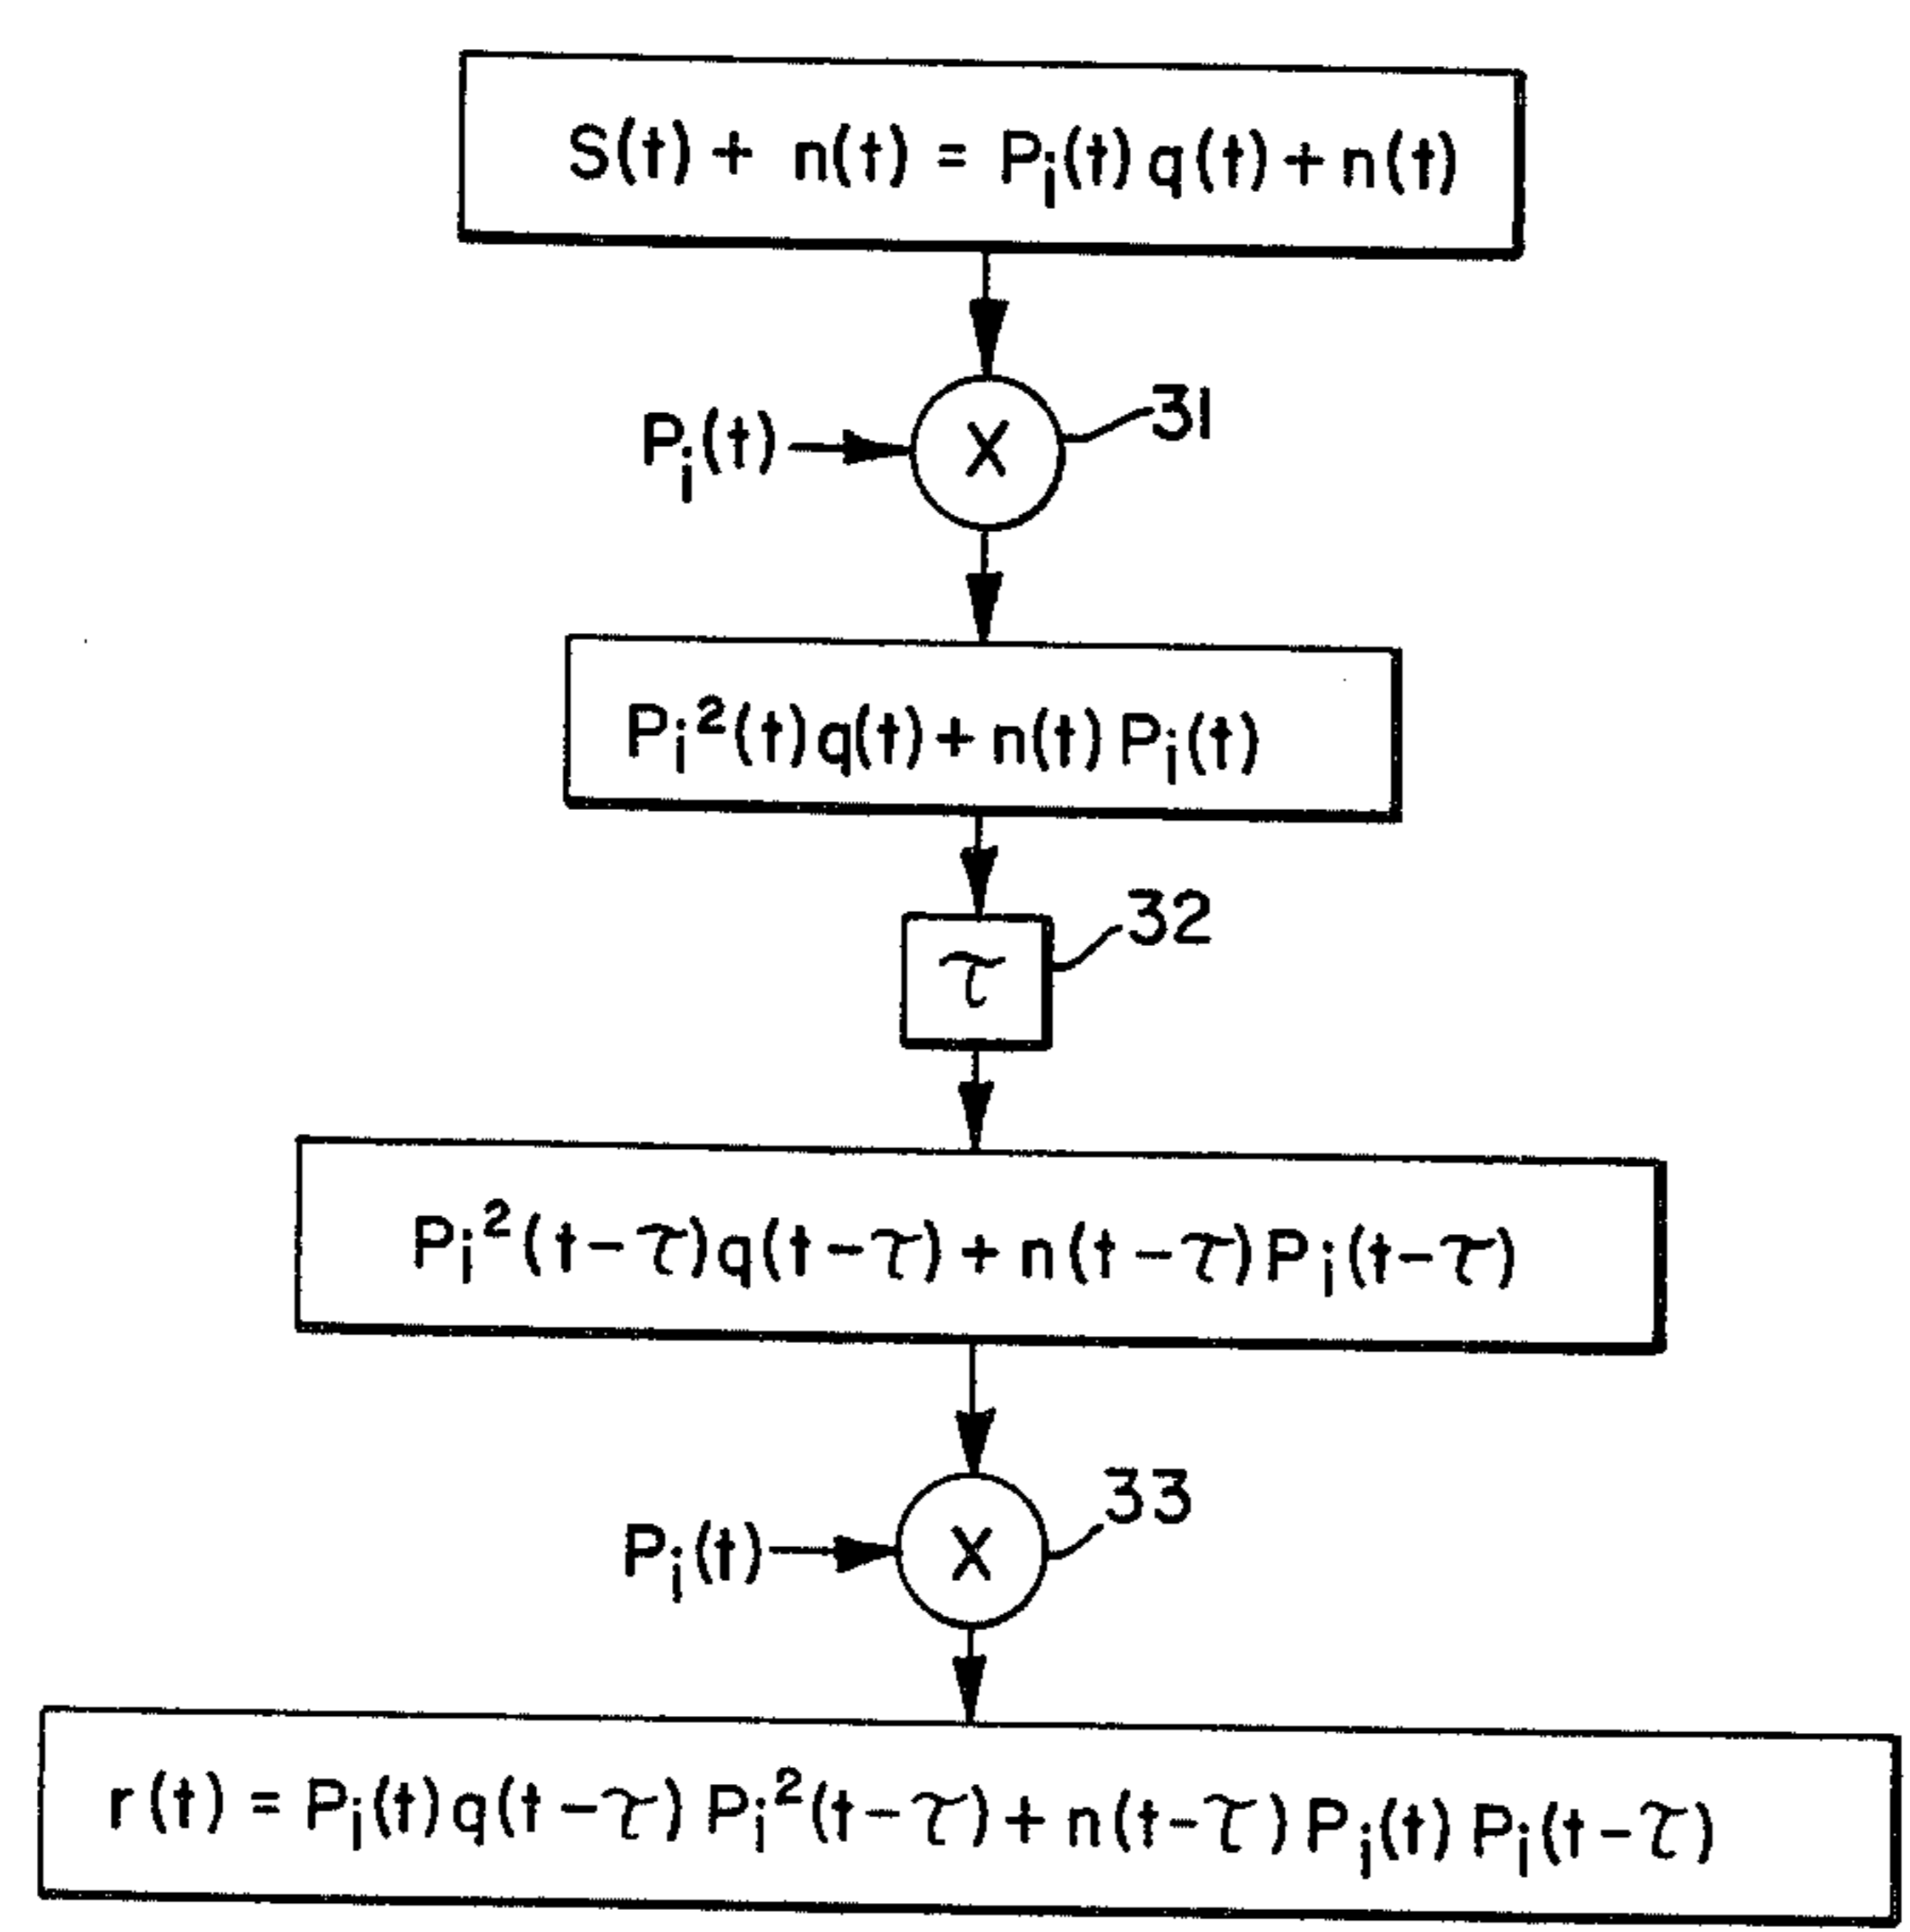 S(t) + n(t) = Pᵢ(t) q(t) + n(t)
Pᵢ(t)
X
31
Pᵢ²(t)q(t) + n(t) Pᵢ(t)
τ
32
Pᵢ²(t-τ)q(t-τ) + n(t-τ)Pᵢ(t-τ)
33
Pᵢ(t)
X
r(t) = Pᵢ(t)q(t-τ) Pᵢ²(t-τ) + n(t-τ) Pᵢ(t) Pᵢ(t-τ)